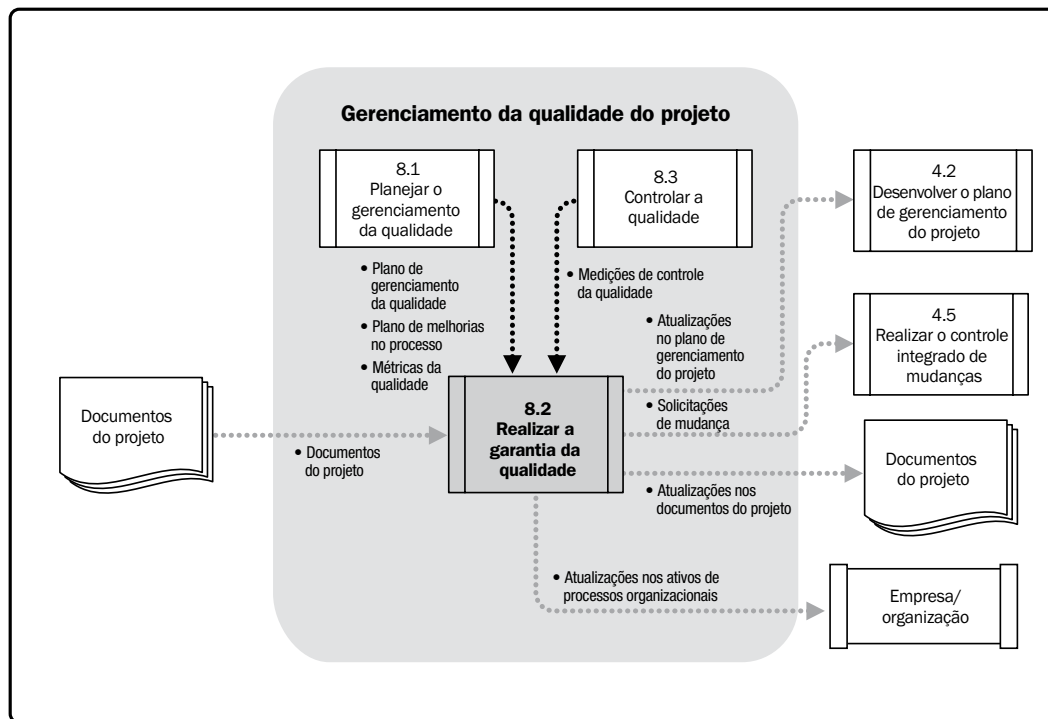 Gerenciamento da qualidade do projeto
8.1
Planejar o
gerenciamento
da qualidade
8.3
Controlar a
qualidade
4.2
Desenvolver o plano
de gerenciamento
do projeto
• Plano de
gerenciamento
da qualidade
• Plano de melhorias
no processo
• Métricas da
qualidade
• Medições de controle
da qualidade
• Atualizações
no plano de
gerenciamento
do projeto
4.5
Realizar o controle
integrado de
mudanças
Documentos
do projeto
• Documentos
do projeto
8.2
Realizar a
garantia da
qualidade
• Solicitações
de mudança
• Atualizações nos
documentos do projeto
Documentos
do projeto
• Atualizações nos ativos de
processos organizacionais
Empresa/
organização